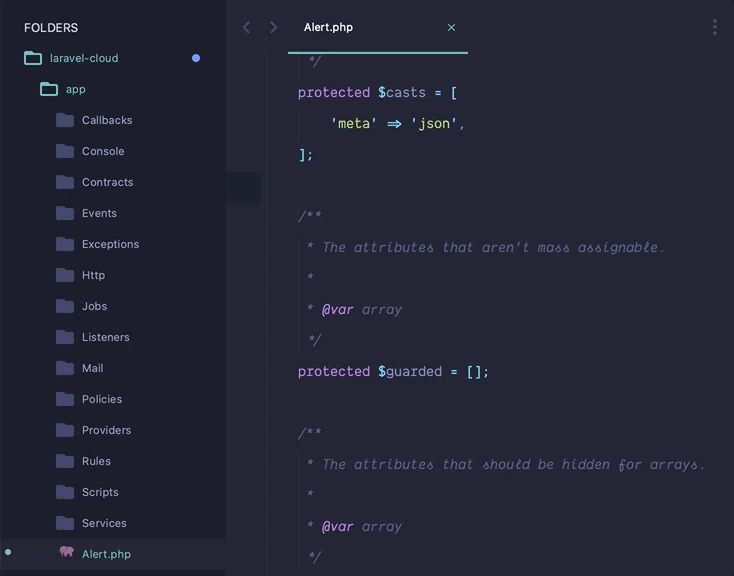 FOLDERS
laravel-cloud
app
Callbacks
Console
Contracts
Events
Exceptions
Http
Jobs
Listeners
Mail
Policies
Providers
Rules
Scripts
Services
Alert.php
Alert.php
*/
protected $casts = [
'meta' => 'json',
];
/**
* The attributes that aren't mass assignable.
*
* @var array
*/
protected $guarded = [];
/**
* The attributes that should be hidden for arrays.
*
* @var array
*/